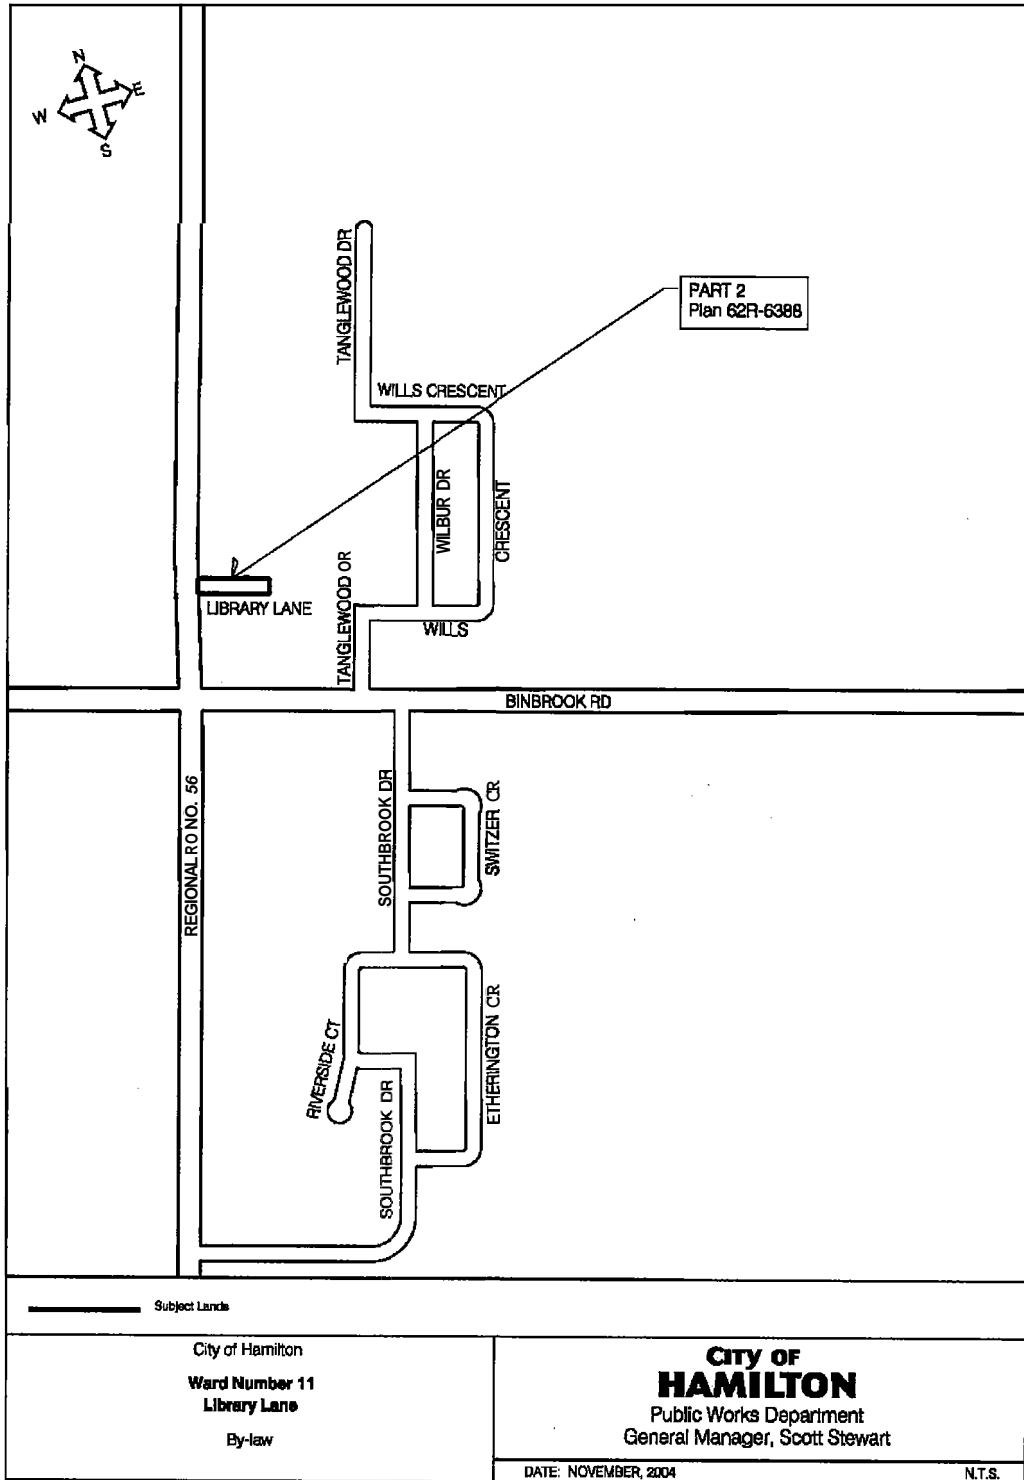 N
E
W
S
TANGLEWOOD DR
PART 2
Plan 62R-6388
WILLS CRESCENT
WILBUR DR
CRESCENT
TANGLEWOOD OR
LIBRARY LANE
WILLS
BINBROOK RD
REGIONAL RO NO. 56
SOUTHBROOK DR
SWITZER CR
RIVERSIDE CT
ETHERINGTON CR
SOUTHBROOK DR
Subject Lands
City of Hamilton
Ward Number 11
Library Lane
By-law
CITY OF
HAMILTON
Public Works Department
General Manager, Scott Stewart
DATE: NOVEMBER, 2004
N.T.S.